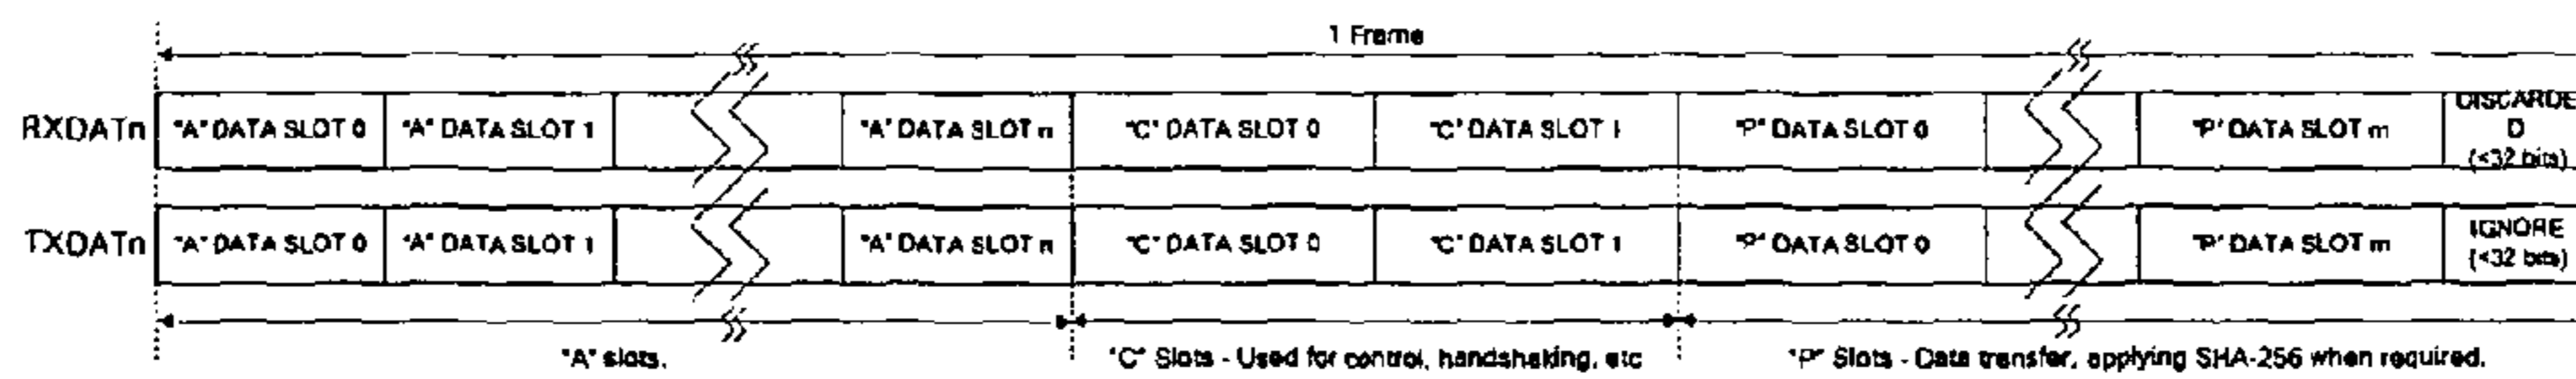 1 Frame
RXDATn "A" DATA SLOT 0 "A" DATA SLOT 1 "A" DATA SLOT n "C" DATA SLOT 0 "C" DATA SLOT 1 "P" DATA SLOT 0 "P" DATA SLOT m DISCARDE
D
(<32 bits)
TXDATn "A" DATA SLOT 0 "A" DATA SLOT 1 "A" DATA SLOT n "C" DATA SLOT 0 "C" DATA SLOT 1 "P" DATA SLOT 0 "P" DATA SLOT m IGNORE
(<32 bits)
"A" slots. "C" Slots - Used for control, handshaking, etc "P" Slots - Data transfer, applying SHA-256 when required.